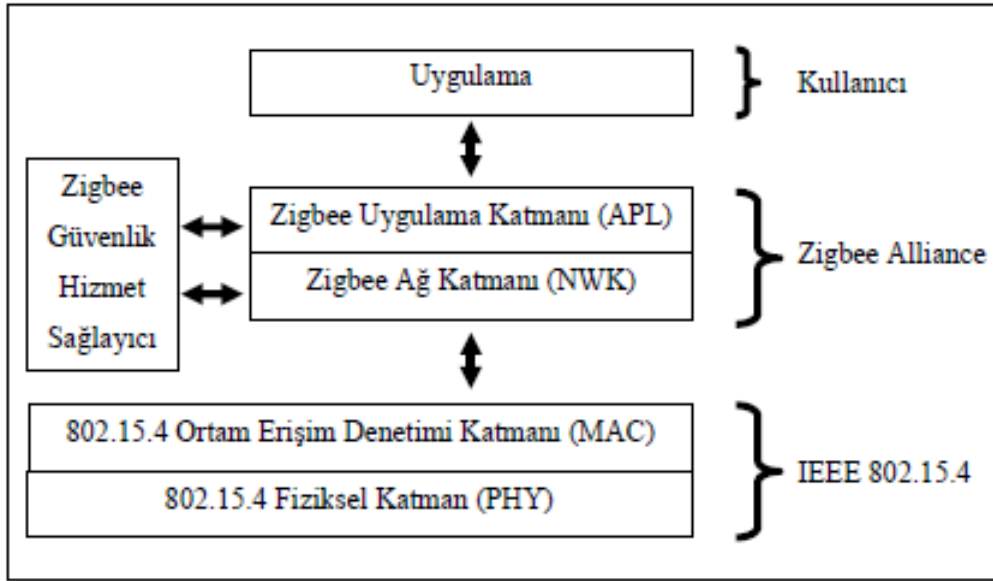 Uygulama
Kullanıcı
Zigbee
Güvenlik
Hizmet
Sağlayıcı
Zigbee Uygulama Katmanı (APL)
Zigbee Ağ Katmanı (NWK)
Zigbee Alliance
802.15.4 Ortam Erişim Denetimi Katmanı (MAC)
802.15.4 Fiziksel Katman (PHY)
IEEE 802.15.4